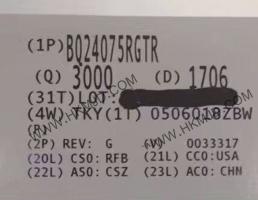 (1P) BQ24075RGTR
(Q) 3000 (D) 1706
(31T) LOT:
(4W) TKY(1T) 0506018ZBW
(P)
(2P) REV: G (V) 0033317
(20L) CSO: RFB (21L) CCO:USA
(22L) ASO: CSZ (23L) ACO: CHN